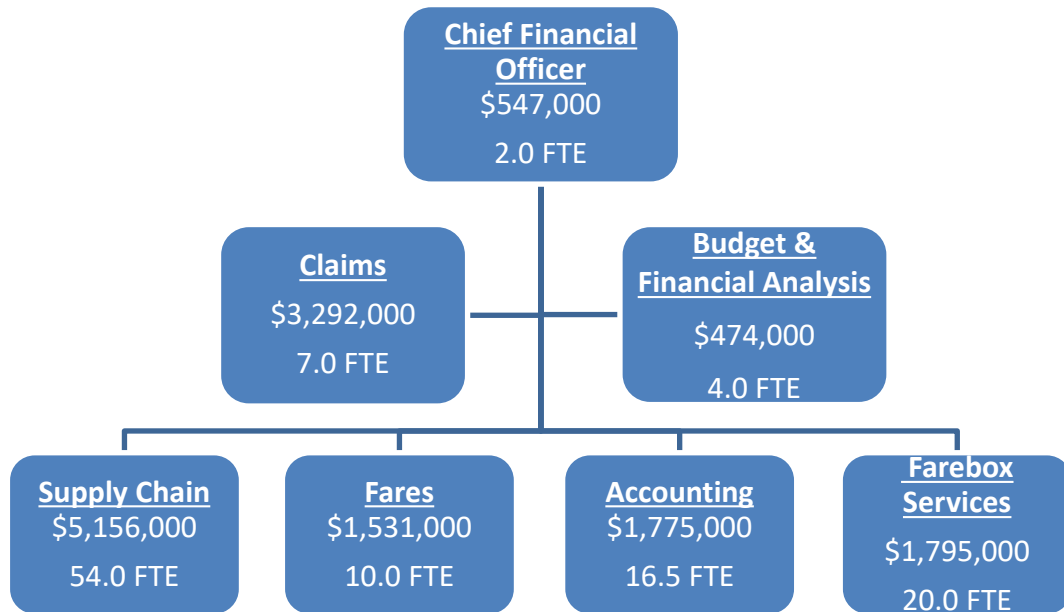 Chief Financial
Officer
$547,000
2.0 FTE
Claims
$3,292,000
7.0 FTE
Budget &
Financial Analysis
$474,000
4.0 FTE
Supply Chain
$5,156,000
54.0 FTE
Fares
$1,531,000
10.0 FTE
Accounting
$1,775,000
16.5 FTE
Farebox
Services
$1,795,000
20.0 FTE